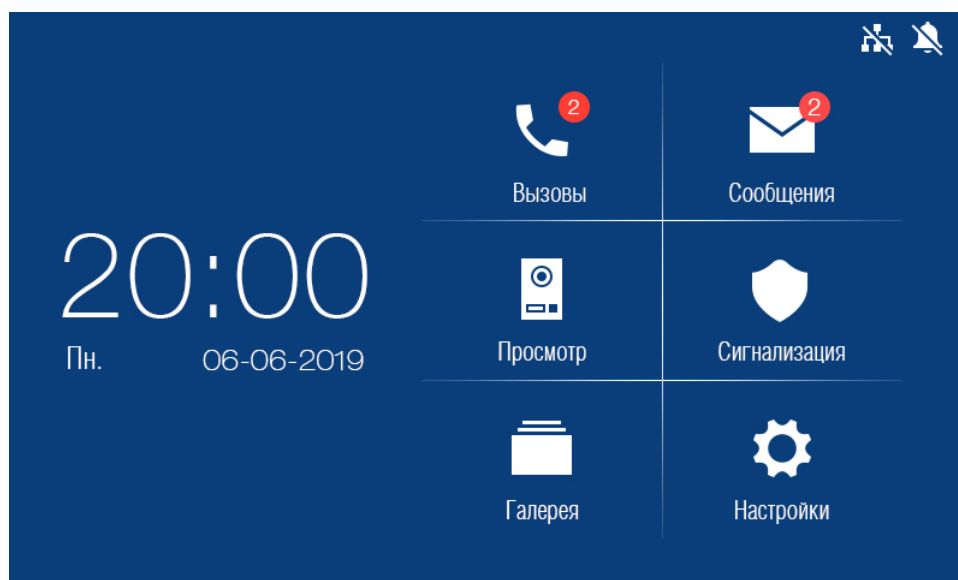 2
2
Вызовы
Сообщения
20:00
Пн.
06-06-2019
Просмотр
Сигнализация
Галерея
Настройки